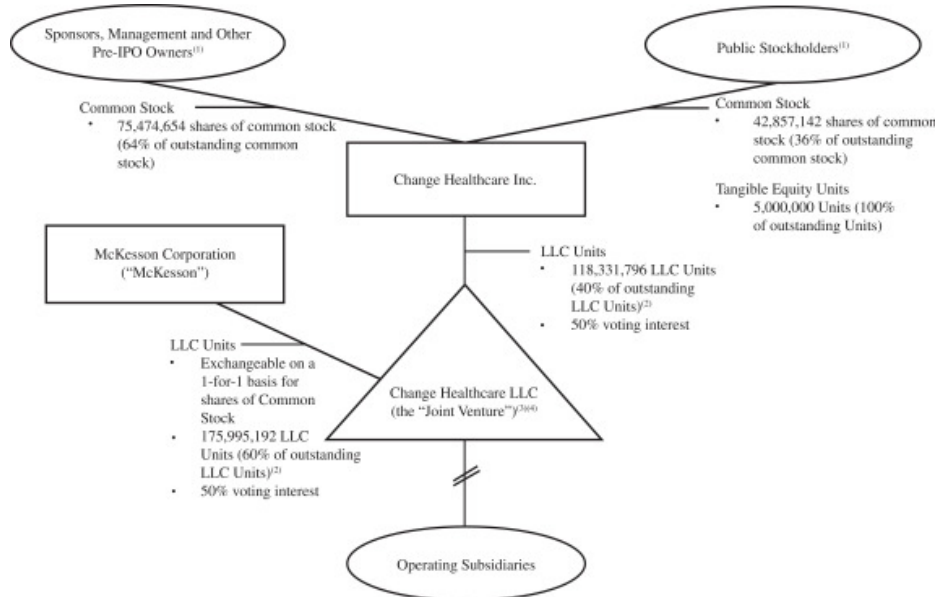 Sponsors, Management and Other
Pre-IPO Owners(1)
Public Stockholders(1)
Common Stock
• 75,474,654 shares of common stock
(64% of outstanding common
stock)
Common Stock
• 42,857,142 shares of common
stock (36% of outstanding
common stock)
Tangible Equity Units
• 5,000,000 Units (100%
of outstanding Units)
Change Healthcare Inc.
McKesson Corporation
(“McKesson”)
LLC Units
• 118,331,796 LLC Units
(40% of outstanding
LLC Units)(2)
• 50% voting interest
LLC Units
• Exchangeable on a
1-for-1 basis for
shares of Common
Stock
• 175,995,192 LLC
Units (60% of outstanding
LLC Units)(2)
• 50% voting interest
Change Healthcare LLC
(the “Joint Venture”)(3)(4)
Operating Subsidiaries